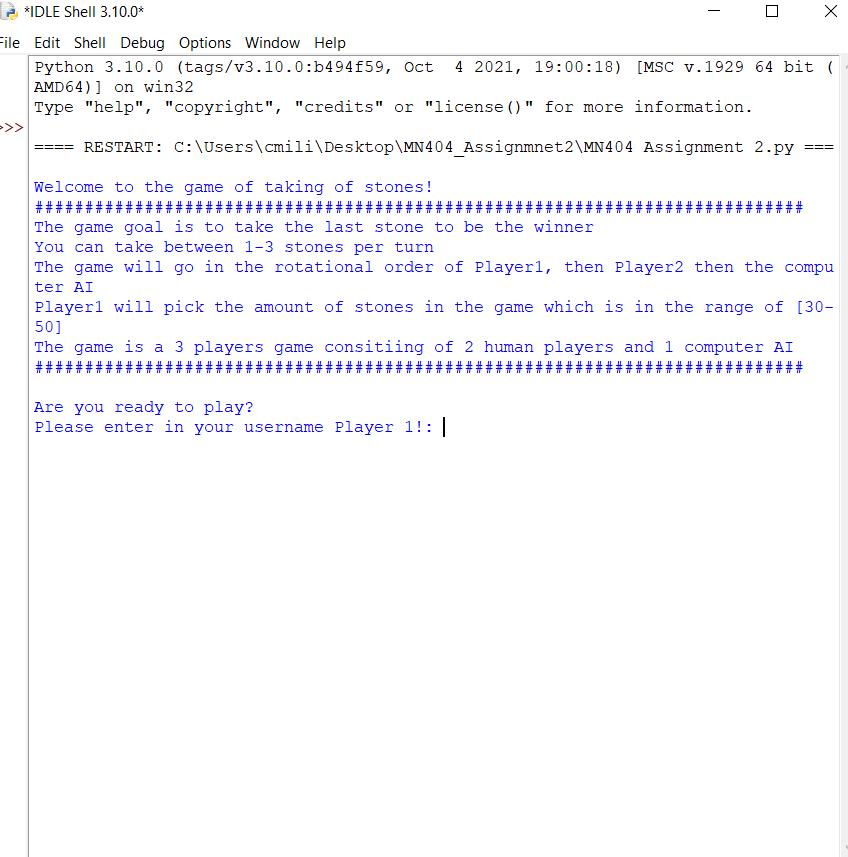 *IDLE Shell 3.10.0*
File Edit Shell Debug Options Window Help
Python 3.10.0 (tags/v3.10.0:b494f59, Oct  4 2021, 19:00:18) [MSC v.1929 64 bit (
AMD64)] on win32
Type "help", "copyright", "credits" or "license()" for more information.
>>>
==== RESTART: C:\Users\cmili\Desktop\MN404_Assignmnet2\MN404 Assignment 2.py ===
Welcome to the game of taking of stones!
#############################################################################
The game goal is to take the last stone to be the winner
You can take between 1-3 stones per turn
The game will go in the rotational order of Player1, then Player2 then the compu
ter AI
Player1 will pick the amount of stones in the game which is in the range of [30-
50]
The game is a 3 players game consitiing of 2 human players and 1 computer AI
#############################################################################
Are you ready to play?
Please enter in your username Player 1!: